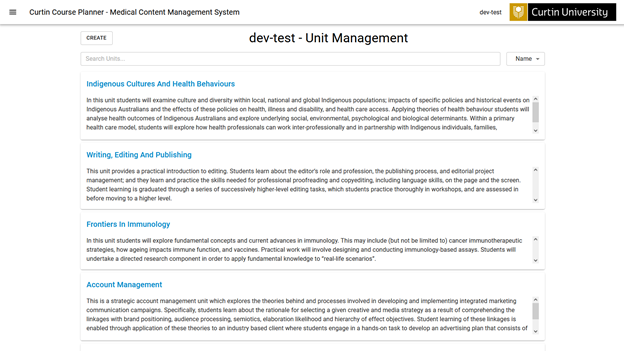 Curtin Course Planner - Medical Content Management System
dev-test
Curtin University
CREATE
dev-test - Unit Management
Search Units...
Name
Indigenous Cultures And Health Behaviours
In this unit students will examine culture and diversity within local, national and global Indigenous populations; impacts of specific policies and historical events on
Indigenous Australians and the effects of these policies on health, illness and disability, and health care access. Applying theories of health behaviour students will
analyse health outcomes of Indigenous Australians and explore underlying social, environmental, psychological and biological determinants. Within a primary
health care model, students will explore how health professionals can work inter-professionally and in partnership with Indigenous individuals, families,
Writing, Editing And Publishing
This unit provides a practical introduction to editing. Students learn about the editor's role and profession, the publishing process, and editorial project
management; and they learn and practice the skills needed for professional proofreading and copyediting, including language skills, on the page and the screen.
Student learning is graduated through a series of successively higher-level editing tasks, which students practice thoroughly in workshops, and are assessed in
before moving to a higher level.
Frontiers In Immunology
In this unit students will explore fundamental concepts and current advances in immunology. This may include (but not be limited to) cancer immunotherapeutic
strategies, how ageing impacts immune function, and vaccines. Practical work will involve designing and conducting immunology-based assays. Students will
undertake a directed research component in order to apply fundamental knowledge to "real-life scenarios".
Account Management
This is a strategic account management unit which explores the theories behind and processes involved in developing and implementing integrated marketing
communication campaigns. Specifically, students learn about the rationale for selecting a given creative and media strategy as a result of comprehending the
linkages with brand positioning, audience processing, semiotics, elaboration likelihood and hierarchy of effect objectives. Student learning of these linkages is
enabled through application of these theories to an industry based client where students engage in a hands-on task to develop an advertising plan that consists of